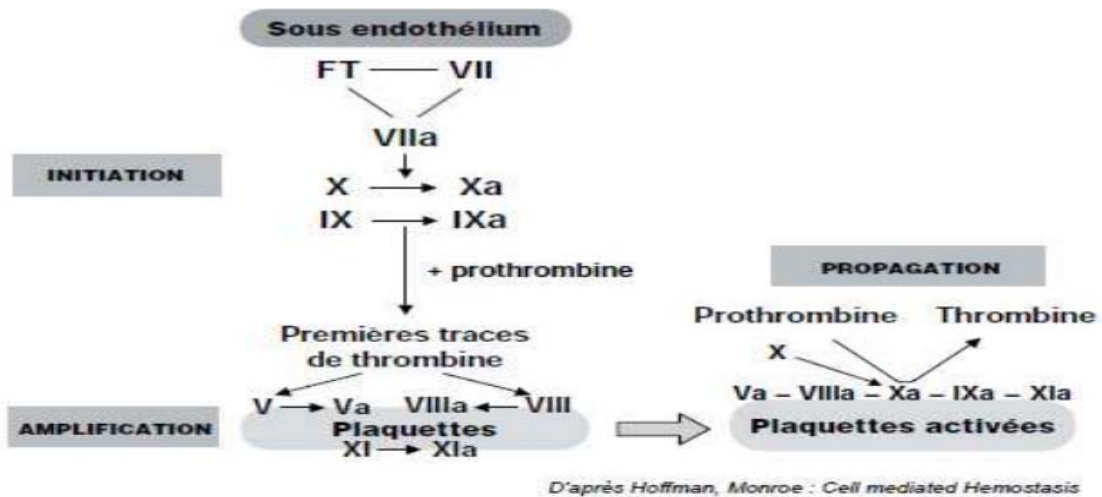 Sous endothélium
FT VII
VIIa
INITIATION
X Xa
IX IXa
+ prothrombine
PROPAGATION
Premières traces
de thrombine
Prothrombine Thrombine
X
V Va VIIIa VIII
Va – VIIIa – Xa – IXa – XIa
AMPLIFICATION
Plaquettes
Plaquettes activées
XI XIa
D'après Hoffman, Monroe : Cell mediated Hemostasis